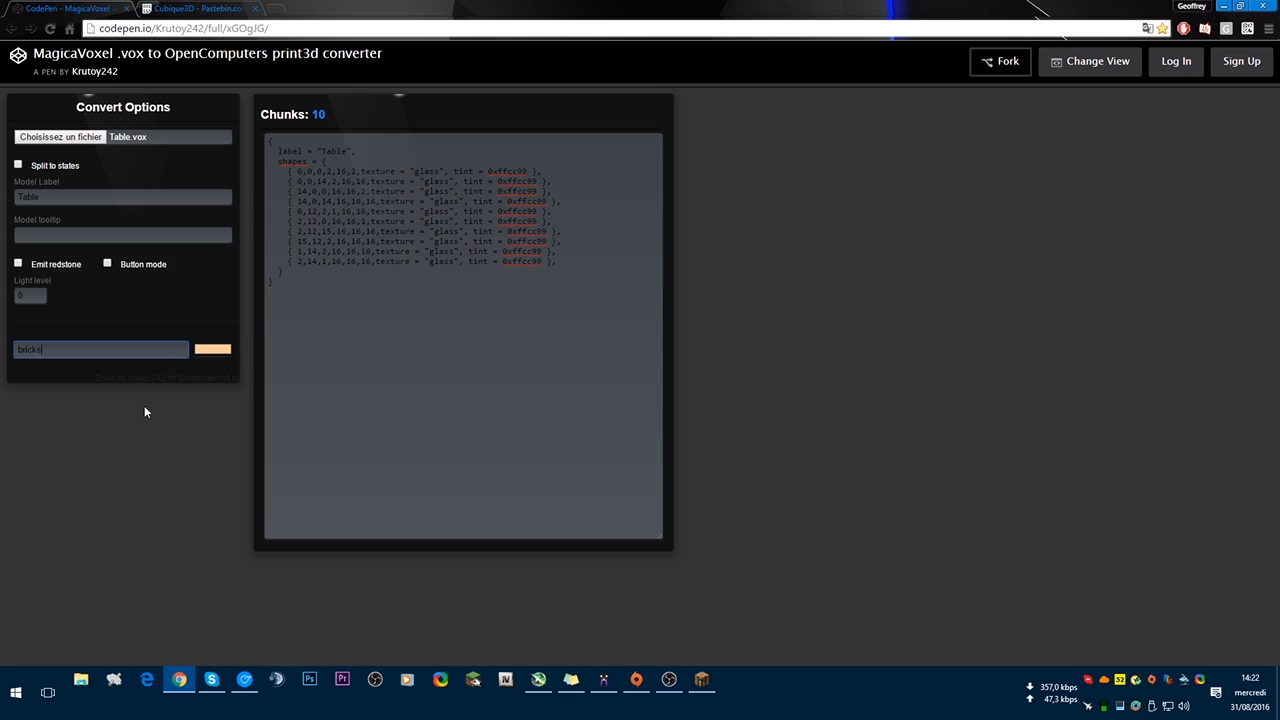 CodePen - MagicaVoxel
Cubique3D - Pastebin.co
Geoffrey
codepen.io/Krutoy242/full/xGOgJG/
MagicaVoxel .vox to OpenComputers print3d converter
A PEN BY Krutoy242
Fork
Change View
Log In
Sign Up
Convert Options
Choisissez un fichier Table.vox
Split to states
Model Label
Table
Model tooltip
Emit redstone
Button mode
Light level
0
bricks
Done by Krutoy242 for Computercraft.ru
Chunks: 10
{
label = "Table",
shapes = {
{ 0,0,0,2,16,2,texture = "glass", tint = 0xffcc99 },
{ 0,0,14,2,16,16,texture = "glass", tint = 0xffcc99 },
{ 14,0,0,16,16,2,texture = "glass", tint = 0xffcc99 },
{ 14,0,14,16,16,16,texture = "glass", tint = 0xffcc99 },
{ 0,12,2,1,16,16,texture = "glass", tint = 0xffcc99 },
{ 2,12,0,16,16,1,texture = "glass", tint = 0xffcc99 },
{ 2,12,15,16,16,16,texture = "glass", tint = 0xffcc99 },
{ 15,12,2,16,16,16,texture = "glass", tint = 0xffcc99 },
{ 1,14,2,16,16,16,texture = "glass", tint = 0xffcc99 },
{ 2,14,1,16,16,16,texture = "glass", tint = 0xffcc99 },
}
}
357,0 kbps
47,3 kbps
52
14:22
mercredi
31/08/2016